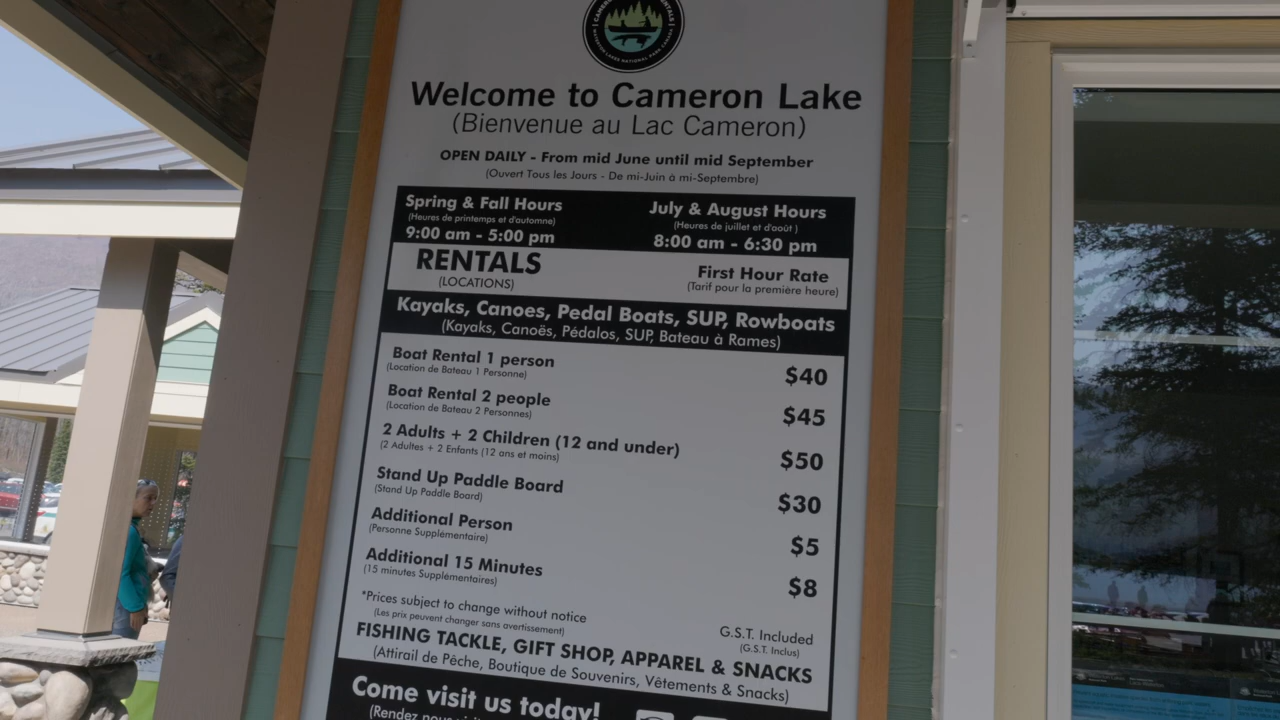 WATERTON LAKES NATIONAL PARK CANADA
Welcome to Cameron Lake
(Bienvenue au Lac Cameron)
OPEN DAILY - From mid June until mid September
(Ouvert Tous les Jours - De mi-Juin à mi-Septembre)
Spring & Fall Hours
(Heures de printemps et d'automne)
9:00 am - 5:00 pm
July & August Hours
(Heures de juillet et d'août )
8:00 am - 6:30 pm
RENTALS
(LOCATIONS)
First Hour Rate
(Tarif pour la première heure)
Kayaks, Canoes, Pedal Boats, SUP, Rowboats
(Kayaks, Canoës, Pédalos, SUP, Bateau à Rames)
Boat Rental 1 person $40
(Location de Bateau 1 Personne)
Boat Rental 2 people $45
(Location de Bateau 2 Personnes)
2 Adults + 2 Children (12 and under) $50
(2 Adultes + 2 Enfants (12 ans et moins)
Stand Up Paddle Board $30
(Stand Up Paddle Board)
Additional Person $5
(Personne Supplémentaire)
Additional 15 Minutes $8
(15 minutes Supplémentaires)
*Prices subject to change without notice
(Les prix peuvent changer sans avertissement)
G.S.T. Included
(G.S.T. Inclus)
FISHING TACKLE, GIFT SHOP, APPAREL & SNACKS
(Attirail de Pêche, Boutique de Souvenirs, Vêtements & Snacks)
Come visit us today!
(Rendez nous